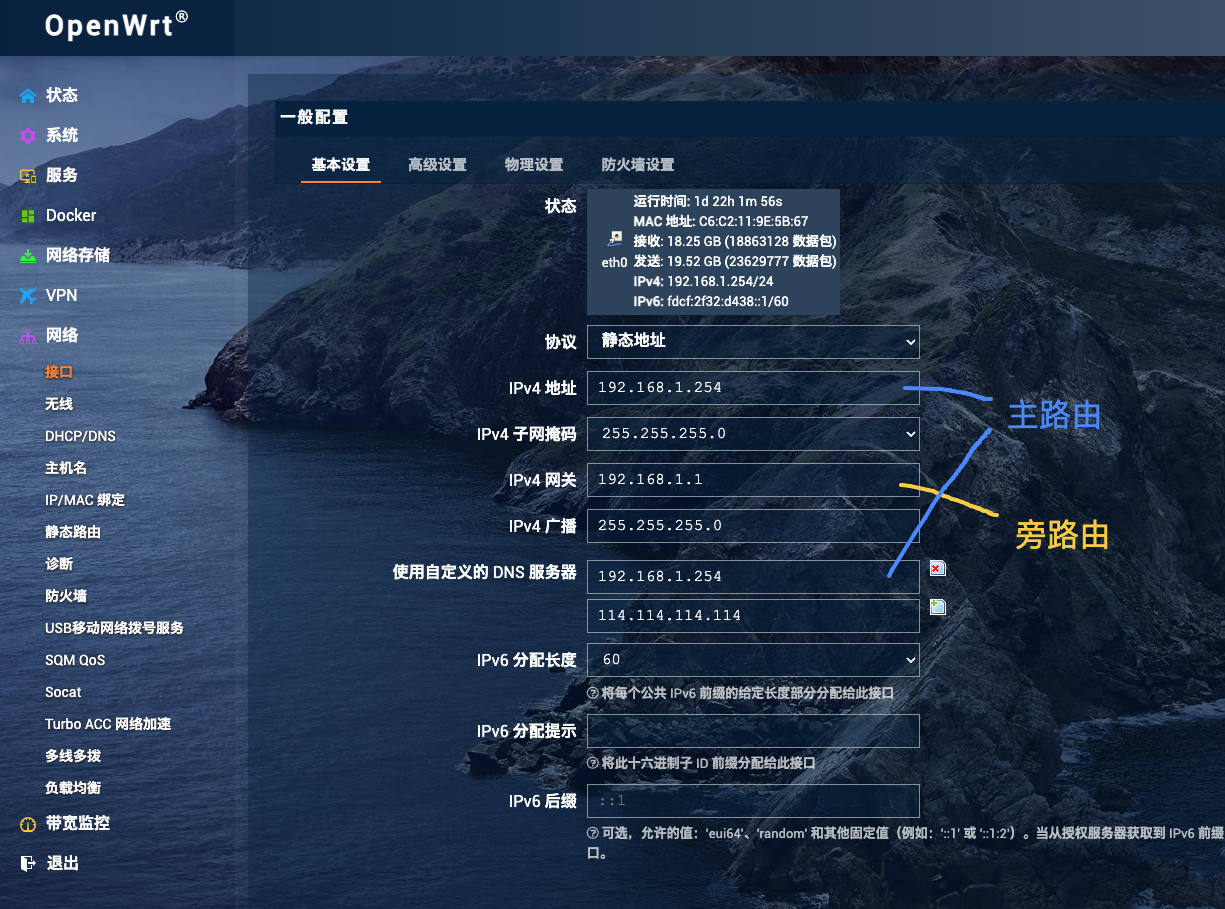 OpenWrt®
状态
系统
服务
Docker
网络存储
VPN
网络
接口
无线
DHCP/DNS
主机名
IP/MAC 绑定
静态路由
诊断
防火墙
USB移动网络拨号服务
SQM QoS
Socat
Turbo ACC 网络加速
多线多拨
负载均衡
带宽监控
退出
一般配置
基本设置 高级设置 物理设置 防火墙设置
状态
eth0
运行时间: 1d 22h 1m 56s
MAC 地址: C6:C2:11:9E:5B:67
接收: 18.25 GB (18863128 数据包)
发送: 19.52 GB (23629777 数据包)
IPv4: 192.168.1.254/24
IPv6: fdcf:2f32:d438::1/60
协议 静态地址
IPv4 地址 192.168.1.254
主路由
IPv4 子网掩码 255.255.255.0
IPv4 网关 192.168.1.1
旁路由
IPv4 广播 255.255.255.0
使用自定义的 DNS 服务器 192.168.1.254
114.114.114.114
IPv6 分配长度 60
将每个公共 IPv6 前缀的给定长度部分分配给此接口
IPv6 分配提示
将此十六进制子 ID 前缀分配给此接口
IPv6 后缀 ::1
可选，允许的值：'eui64'、'random' 和其他固定值（例如：'::1' 或 '::1:2'）。当从授权服务器获取到 IPv6 前缀
口。